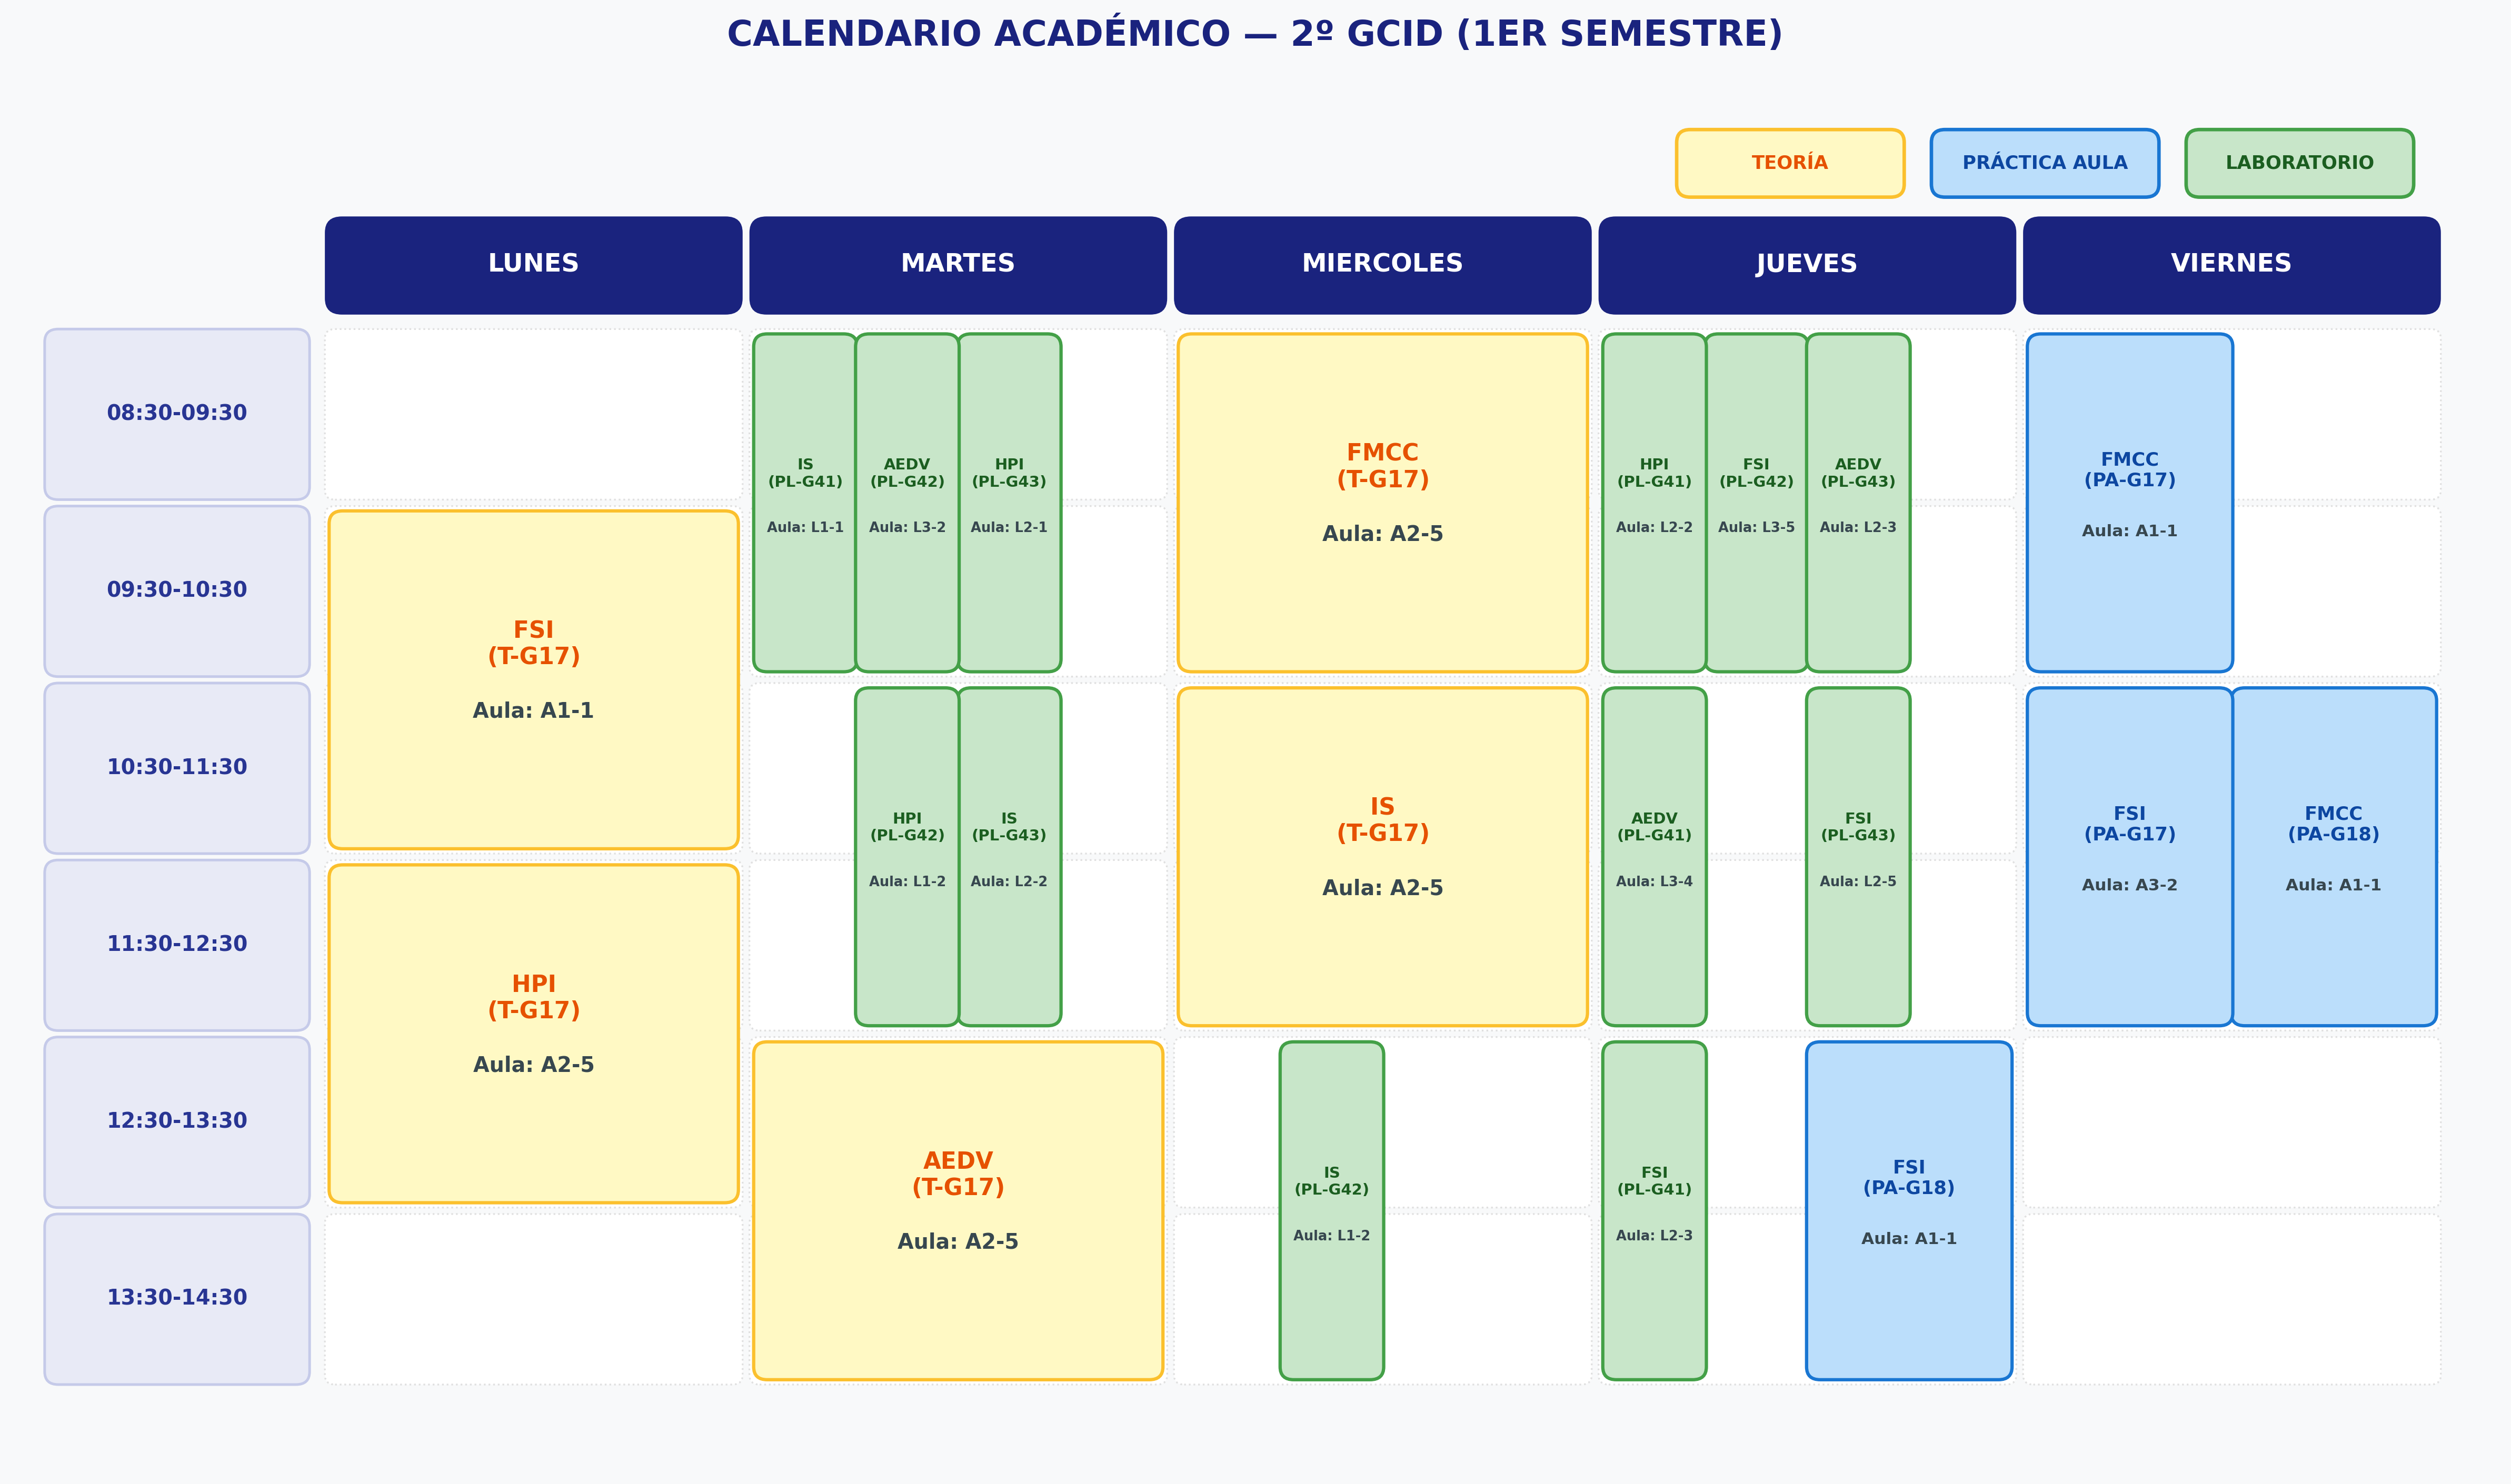 CALENDARIO ACADÉMICO — 2º GCID (1ER SEMESTRE)
TEORÍA
PRÁCTICA AULA
LABORATORIO
LUNES
MARTES
MIERCOLES
JUEVES
VIERNES
08:30-09:30
09:30-10:30
10:30-11:30
11:30-12:30
12:30-13:30
13:30-14:30
FSI
(T-G17)
Aula: A1-1
HPI
(T-G17)
Aula: A2-5
IS
(PL-G41)
Aula: L1-1
AEDV
(PL-G42)
Aula: L3-2
HPI
(PL-G43)
Aula: L2-1
HPI
(PL-G42)
Aula: L1-2
IS
(PL-G43)
Aula: L2-2
AEDV
(T-G17)
Aula: A2-5
FMCC
(T-G17)
Aula: A2-5
IS
(T-G17)
Aula: A2-5
IS
(PL-G42)
Aula: L1-2
HPI
(PL-G41)
Aula: L2-2
FSI
(PL-G42)
Aula: L3-5
AEDV
(PL-G43)
Aula: L2-3
AEDV
(PL-G41)
Aula: L3-4
FSI
(PL-G43)
Aula: L2-5
FSI
(PL-G41)
Aula: L2-3
FSI
(PA-G18)
Aula: A1-1
FMCC
(PA-G17)
Aula: A1-1
FSI
(PA-G17)
Aula: A3-2
FMCC
(PA-G18)
Aula: A1-1